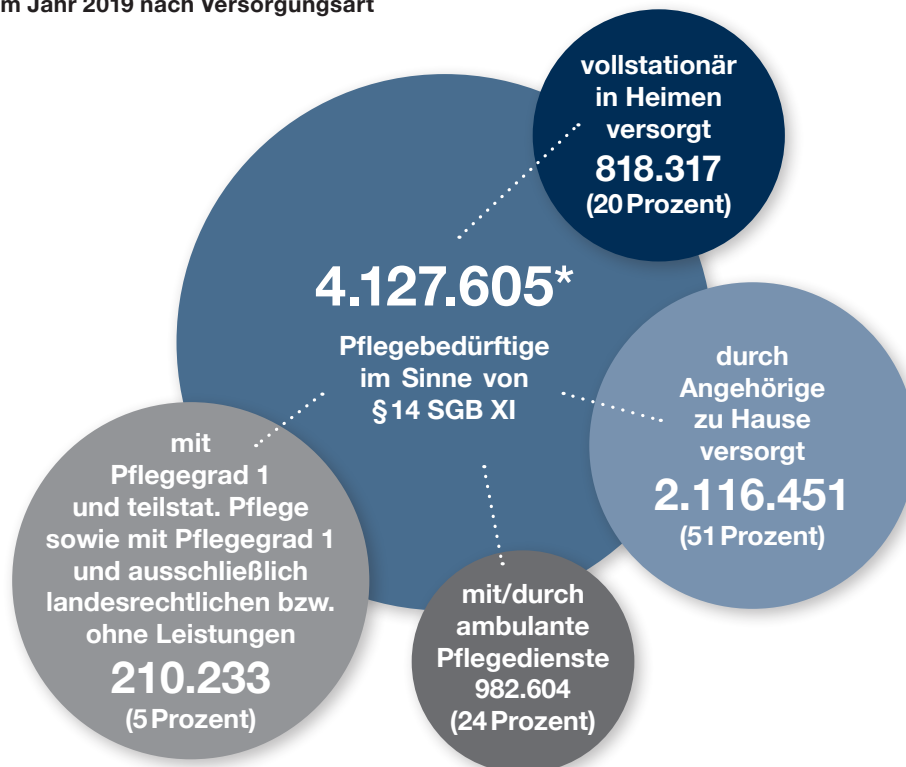 m Jahr 2019 nach Versorgungsart
vollstationär
in Heimen
versorgt
818.317
(20 Prozent)
4.127.605*
Pflegebedürftige
im Sinne von
§ 14 SGB XI
durch
Angehörige
zu Hause
versorgt
2.116.451
(51 Prozent)
mit
Pflegegrad 1
und teilstat. Pflege
sowie mit Pflegegrad 1
und ausschließlich
landesrechtlichen bzw.
ohne Leistungen
210.233
(5 Prozent)
mit/durch
ambulante
Pflegedienste
982.604
(24 Prozent)